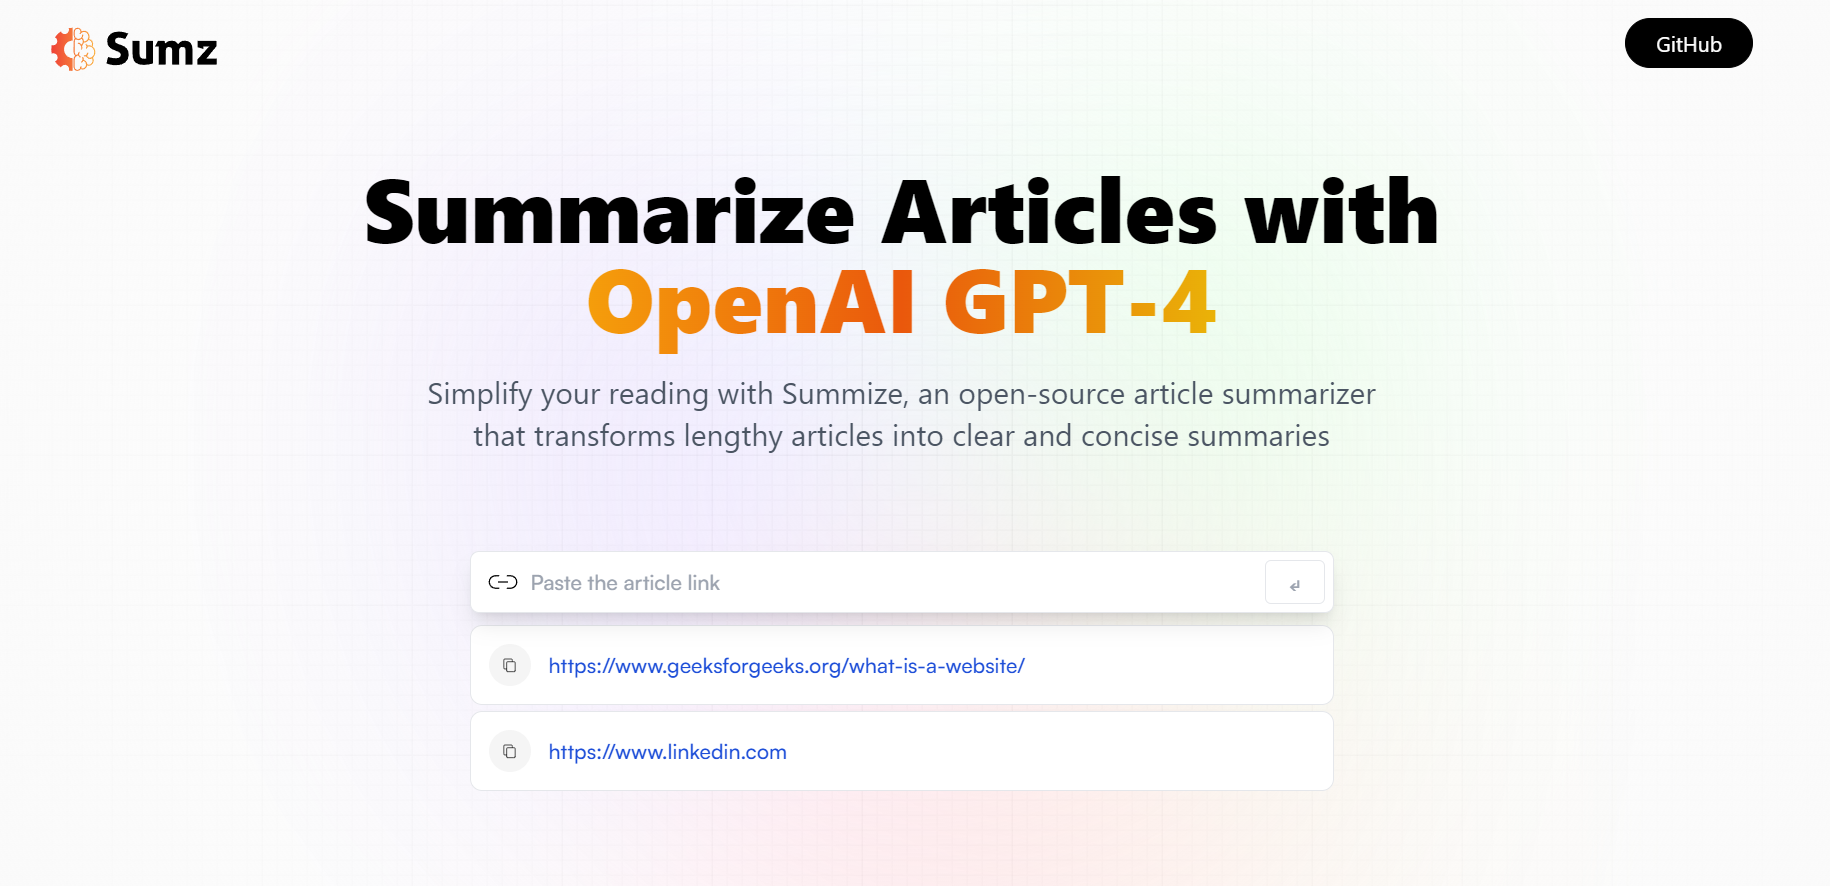 Sumz
GitHub
Summarize Articles with
OpenAI GPT-4
Simplify your reading with Summize, an open-source article summarizer
that transforms lengthy articles into clear and concise summaries
Paste the article link
↲
https://www.geeksforgeeks.org/what-is-a-website/
https://www.linkedin.com